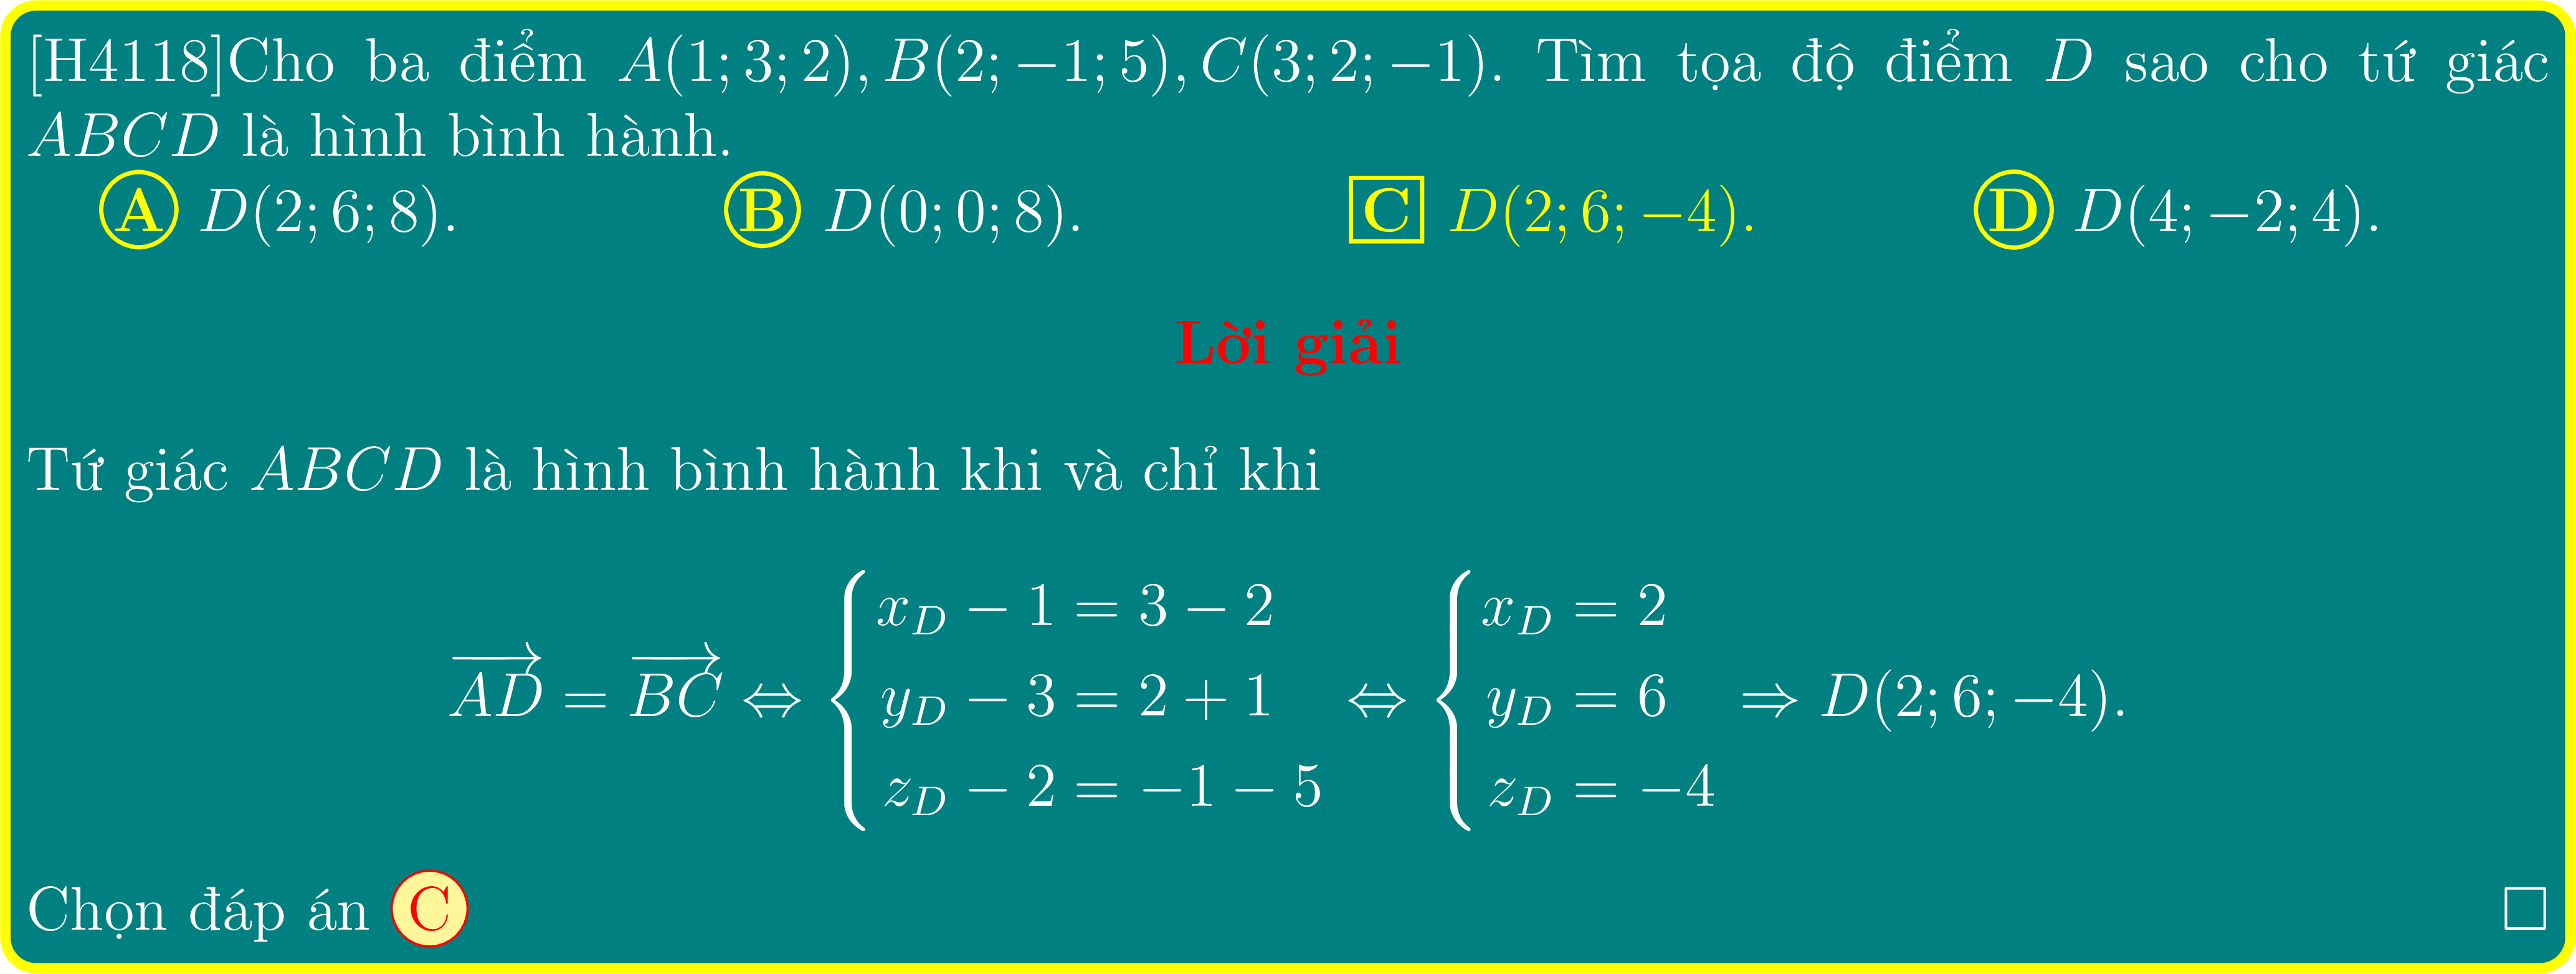 [H4118]Cho ba điểm A(1; 3; 2), B(2; −1; 5), C(3; 2; −1). Tìm tọa độ điểm D sao cho tứ giác
ABCD là hình bình hành.
A D(2; 6; 8). B D(0; 0; 8). C D(2; 6; −4). D D(4; −2; 4).
Lời giải
Tứ giác ABCD là hình bình hành khi và chỉ khi
$\overrightarrow{AD} = \overrightarrow{BC} \Leftrightarrow \begin{cases} x_D - 1 = 3 - 2 \\ y_D - 3 = 2 + 1 \\ z_D - 2 = -1 - 5 \end{cases} \Leftrightarrow \begin{cases} x_D = 2 \\ y_D = 6 \\ z_D = -4 \end{cases} \Rightarrow D(2; 6; -4).$
Chọn đáp án C □